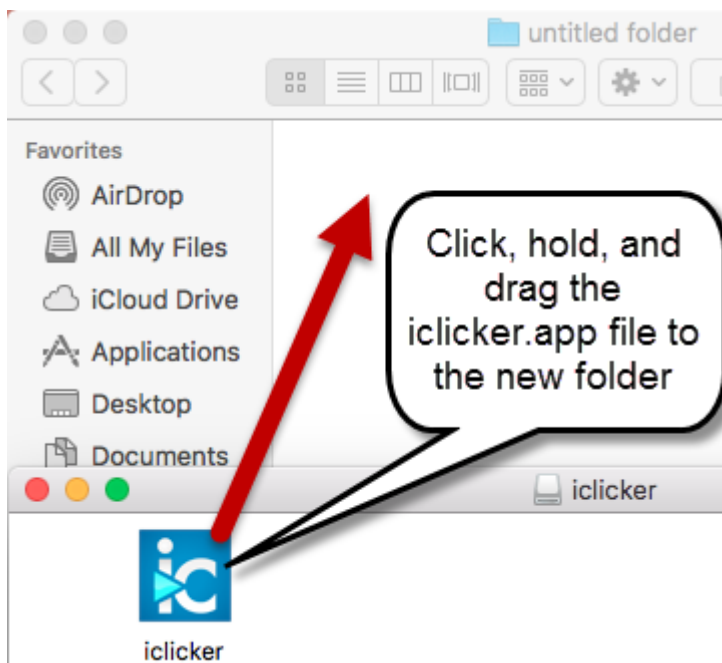 untitled folder
Favorites
AirDrop
All My Files
iCloud Drive
Applications
Desktop
Documents
Click, hold, and
drag the
iclicker.app file to
the new folder
iclicker
ic
iclicker